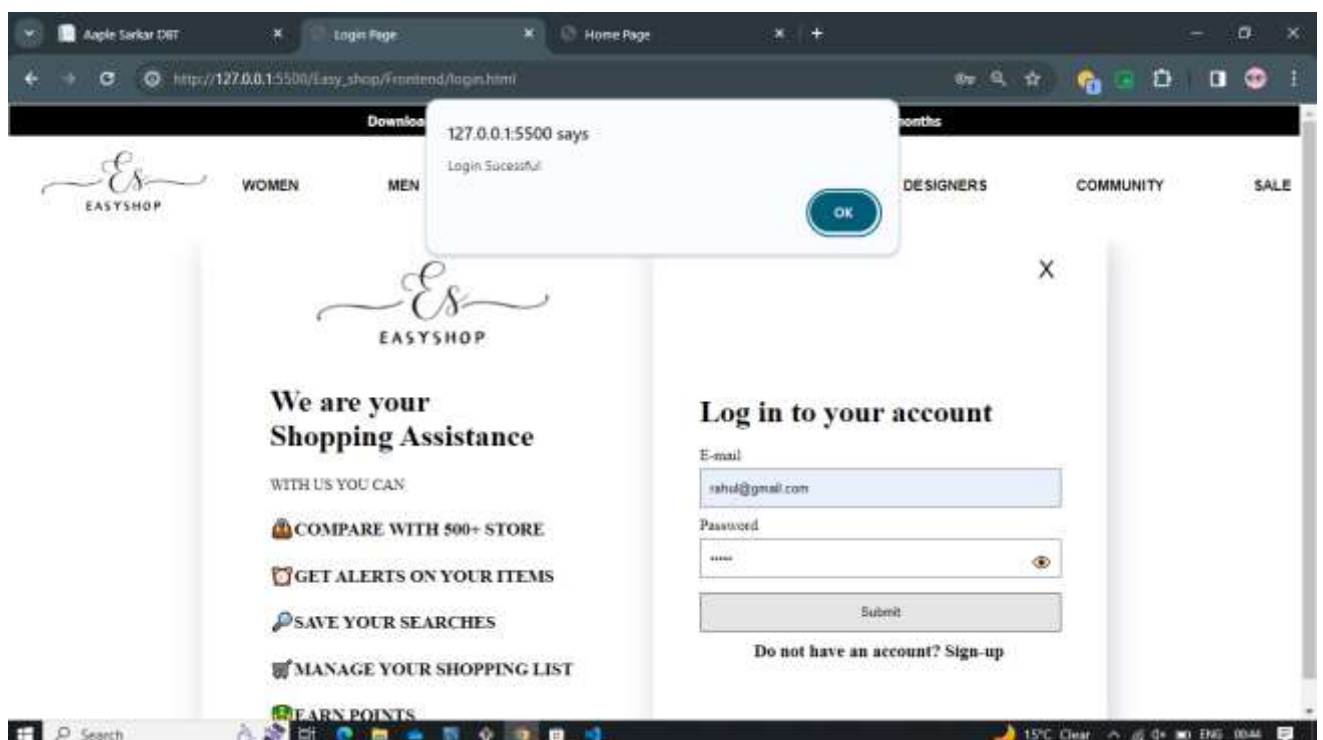 Aaple Sarkar DBT
Login Page
Home Page
http://127.0.0.1:5500/Easy_shop/Frontend/login.html
127.0.0.1:5500 says
Login Sucessful
OK
Es
EASYSHOP
WOMEN
MEN
DESIGNERS
COMMUNITY
SALE
Es
EASYSHOP
X
We are your
Shopping Assistance
WITH US YOU CAN
COMPARE WITH 500+ STORE
GET ALERTS ON YOUR ITEMS
SAVE YOUR SEARCHES
MANAGE YOUR SHOPPING LIST
EARN POINTS
Log in to your account
E-mail
rahul@gmail.com
Password
Submit
Do not have an account? Sign-up
Search
15°C Clear
ENG
00:44